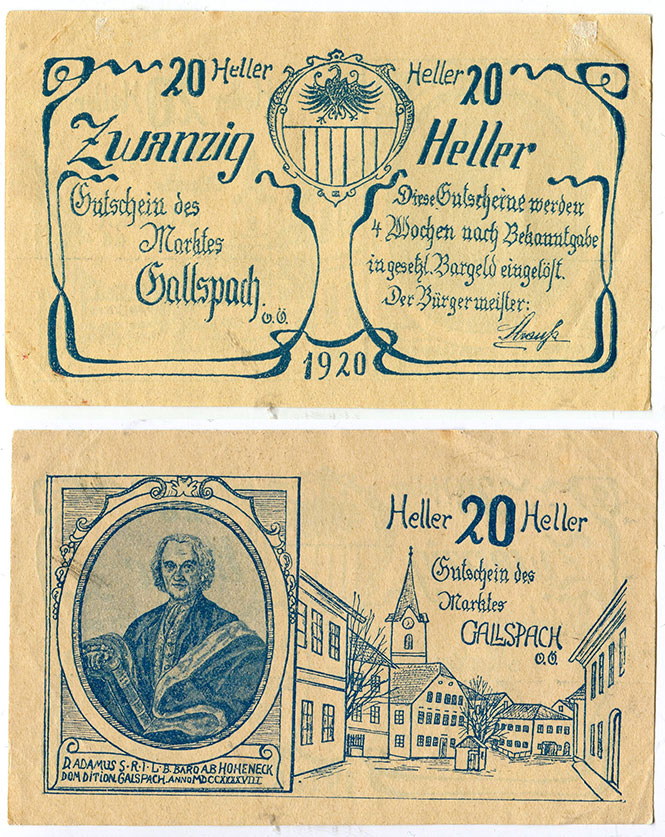 20 Heller
Heller 20
Zwanzig Heller
Gutschein des
Marktes
Gallspach
o.Ö.
Diese Gutscheine werden
4 Wochen nach Bekanntgabe
in gesetzl. Bargeld eingelöst.
Der Bürgermeister:
1920
Heller 20 Heller
Gutschein des
Marktes
GALLSPACH
o.Ö.
D. ADAMUS S·R·I·L·B. BARO AB HOHENECK
DOM DITION. GALSPACH. ANNO MDCCXXXXVIII